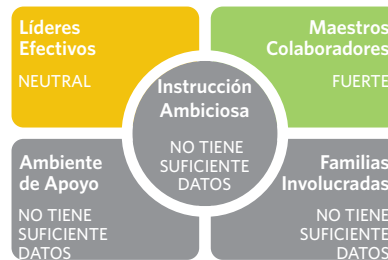 Líderes
Efectivos
NEUTRAL
Maestros
Colaboradores
FUERTE
Instrucción
Ambiciosa
NO TIENE
SUFICIENTE
DATOS
Ambiente
de Apoyo
NO TIENE
SUFICIENTE
DATOS
Familias
Involucradas
NO TIENE
SUFICIENTE
DATOS